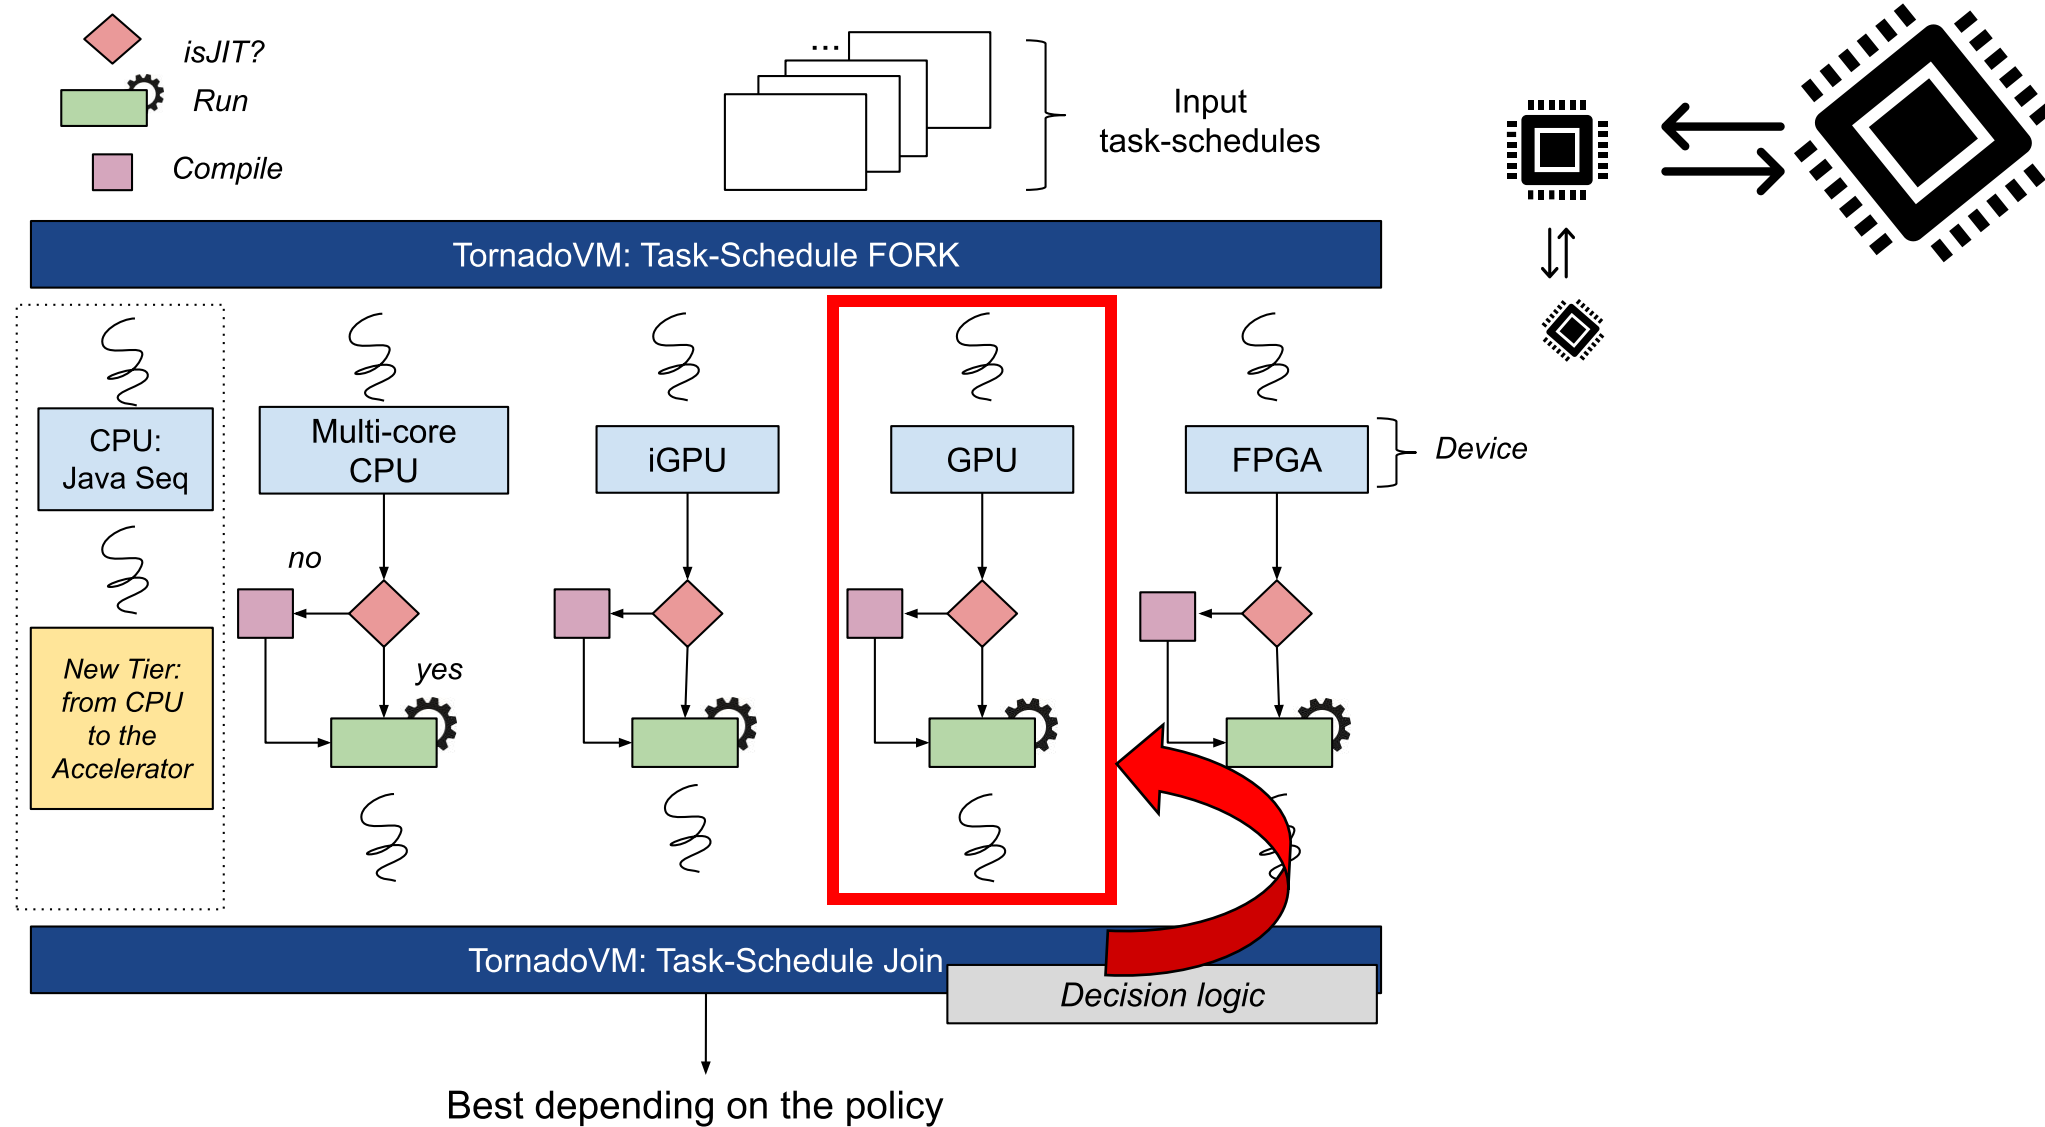 isJIT?
Run
Compile
...
Input
task-schedules
TornadoVM: Task-Schedule FORK
CPU:
Java Seq
Multi-core
CPU
iGPU
GPU
FPGA
Device
no
yes
New Tier:
from CPU
to the
Accelerator
TornadoVM: Task-Schedule Join
Decision logic
Best depending on the policy